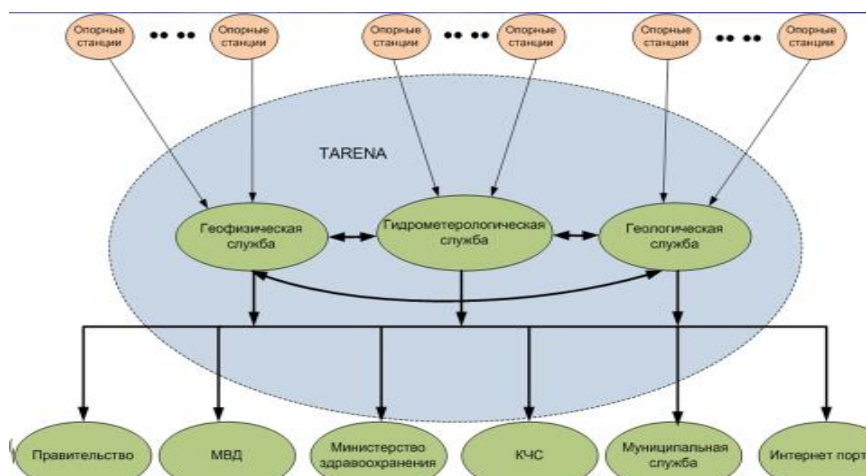 Опорные
станции
Опорные
станции
Опорные
станции
Опорные
станции
Опорные
станции
Опорные
станции
TARENA
Геофизическая
служба
Гидрометерологическая
служба
Геологическая
служба
Правительство
МВД
Министерство
здравоохранения
КЧС
Муниципальная
служба
Интернет порт